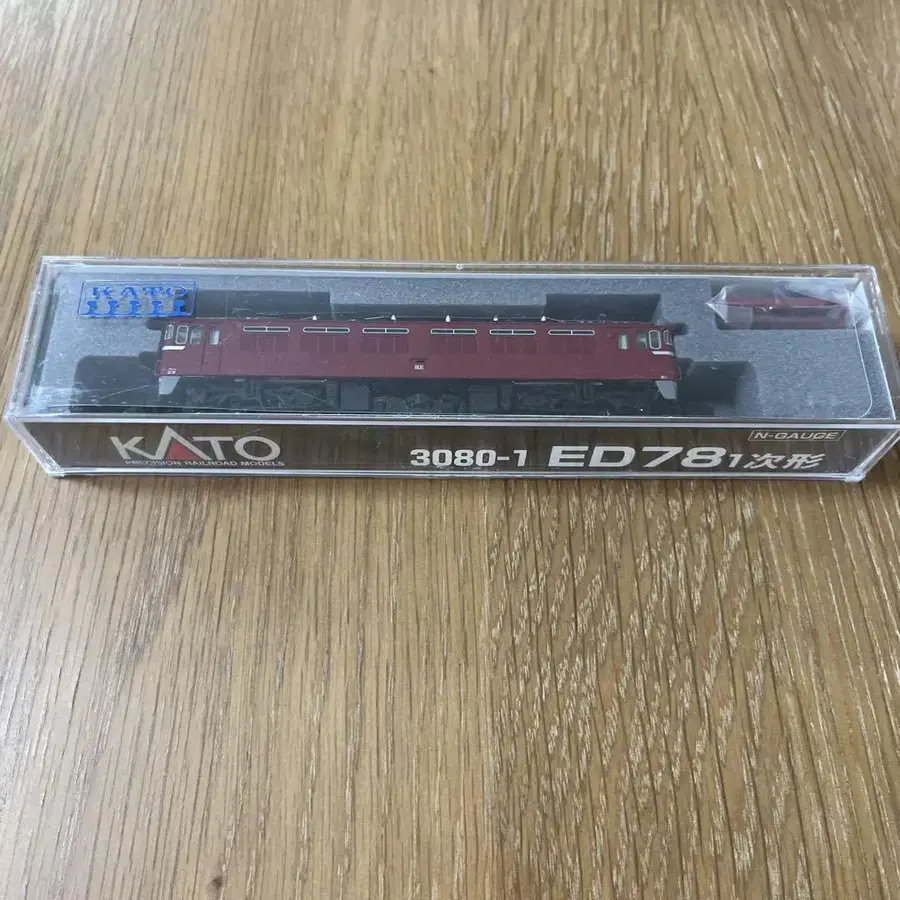 KATO
KATO
PRECISION RAILROAD MODELS
3080-1 ED78 1次形
N-GAUGE